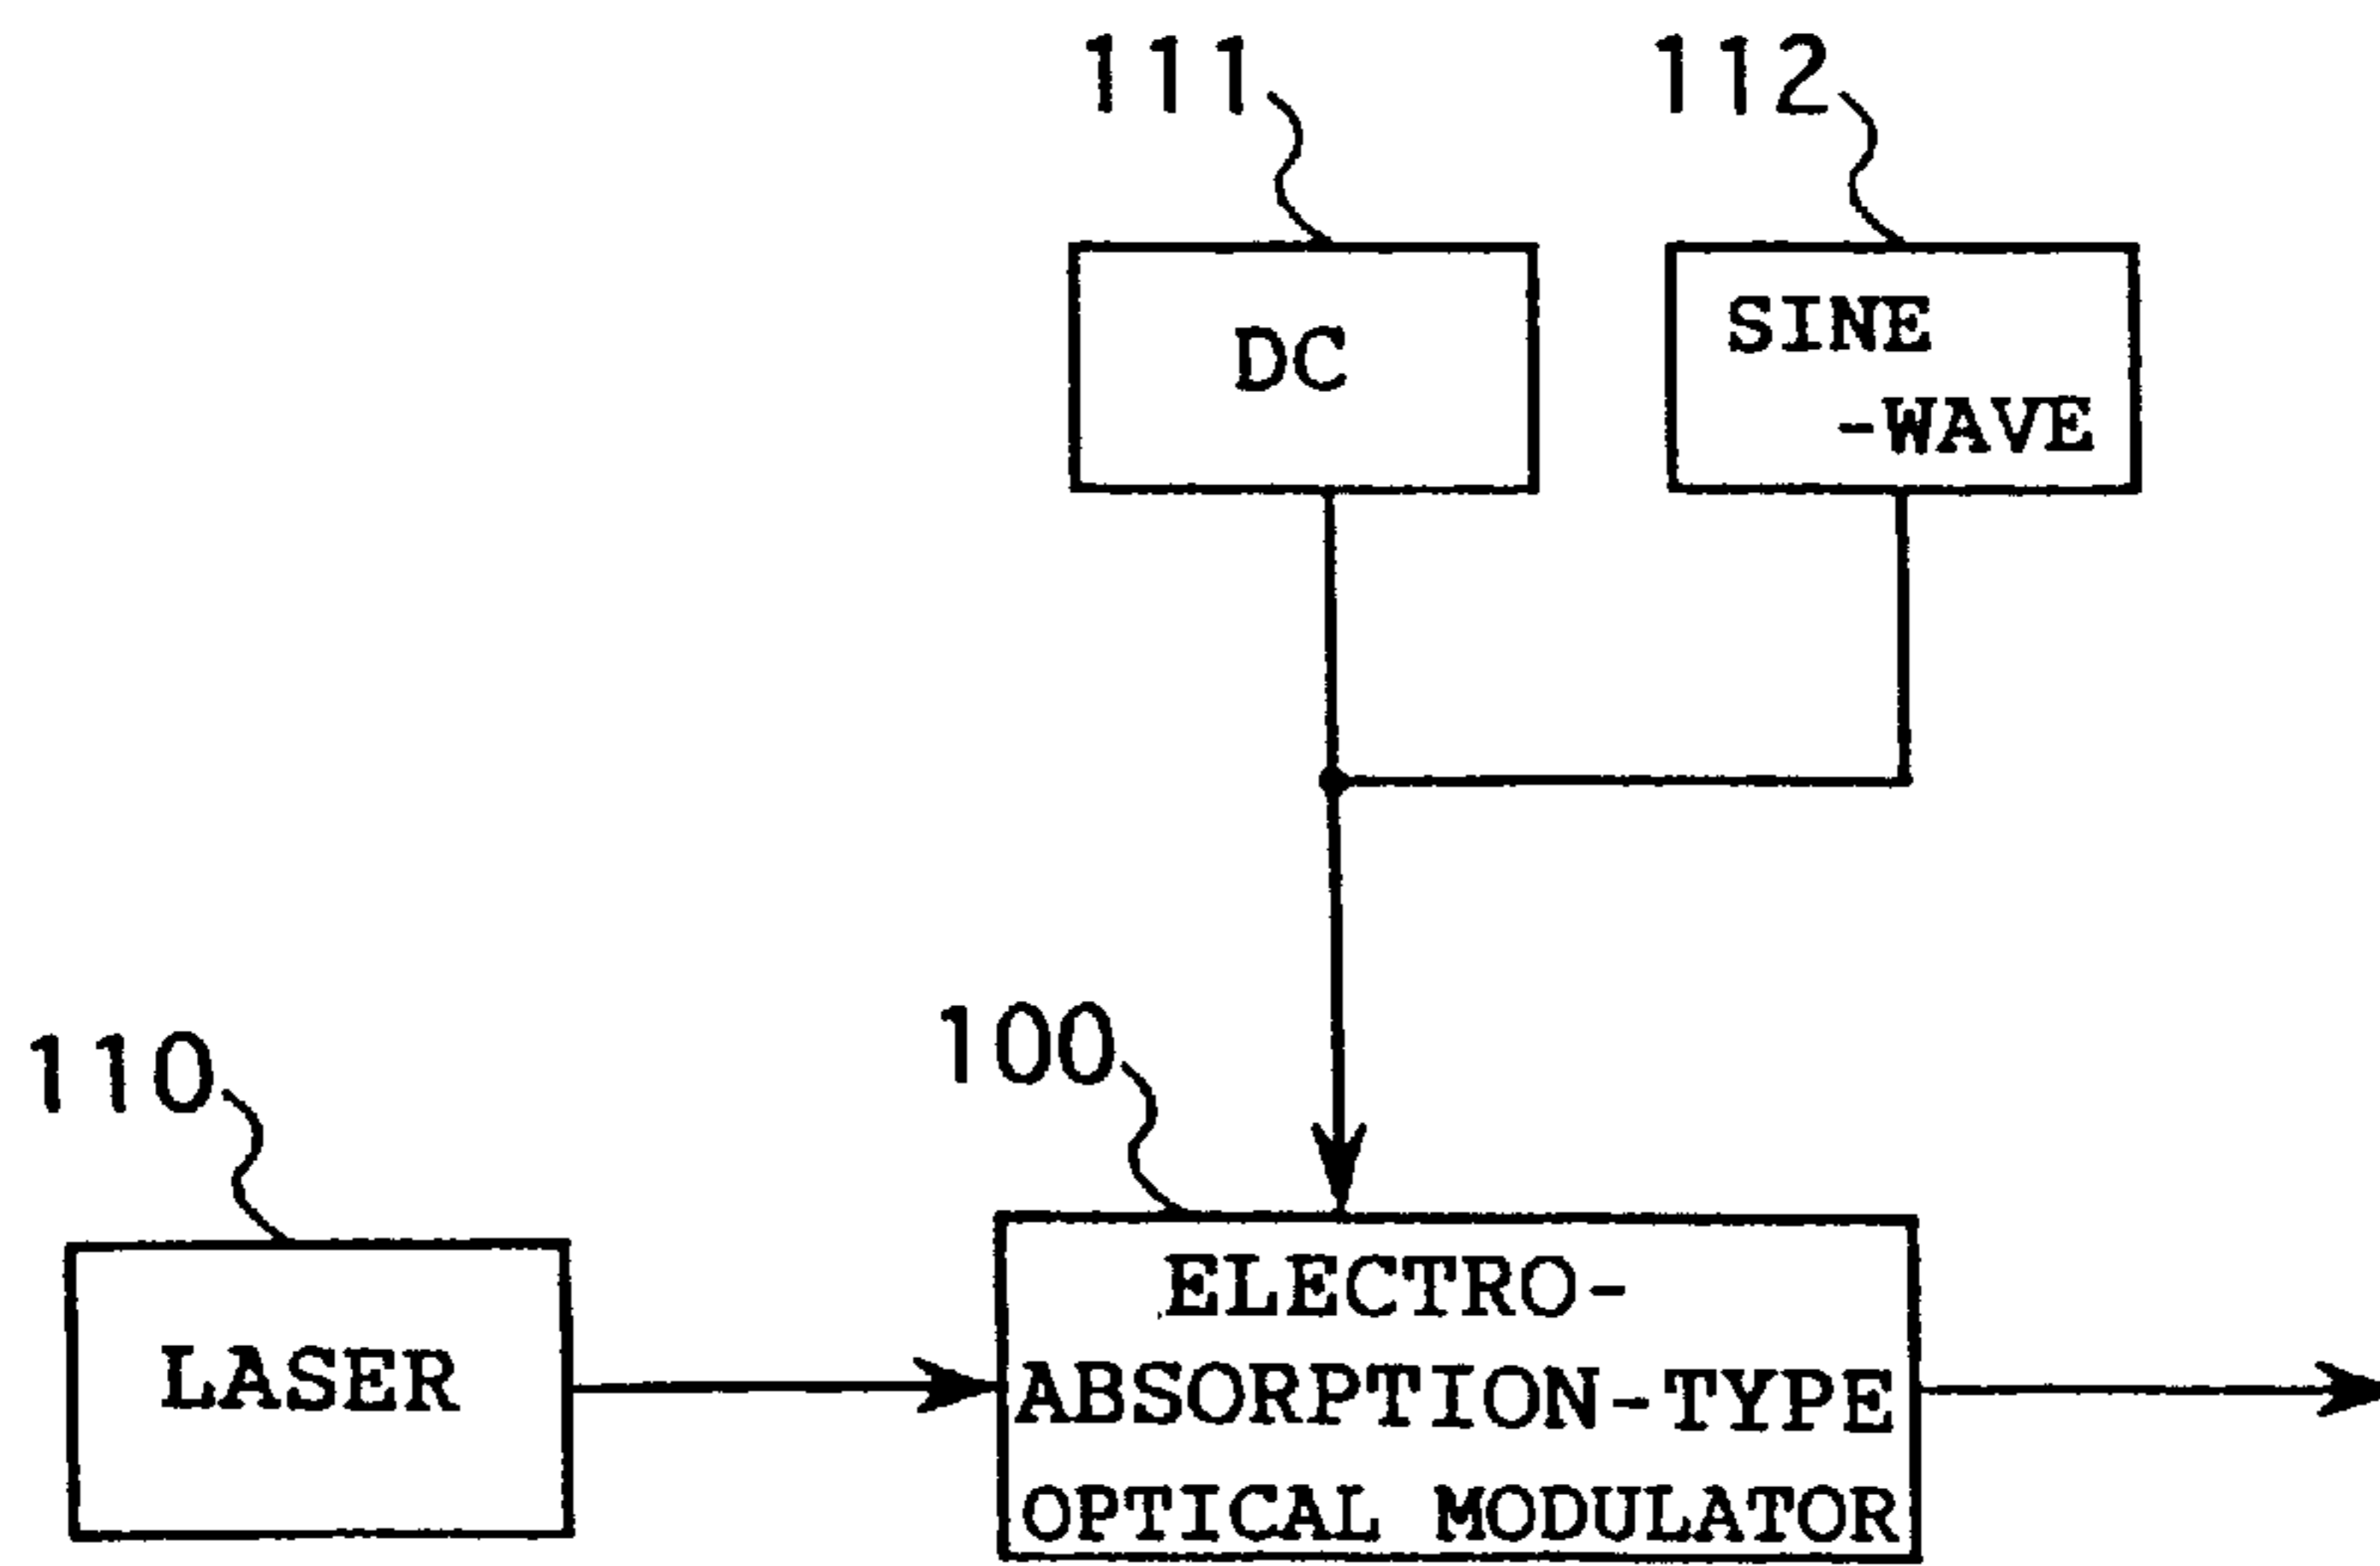 111
112
DC
SINE
-WAVE
110
100
LASER
ELECTRO-
ABSORPTION-TYPE
OPTICAL MODULATOR